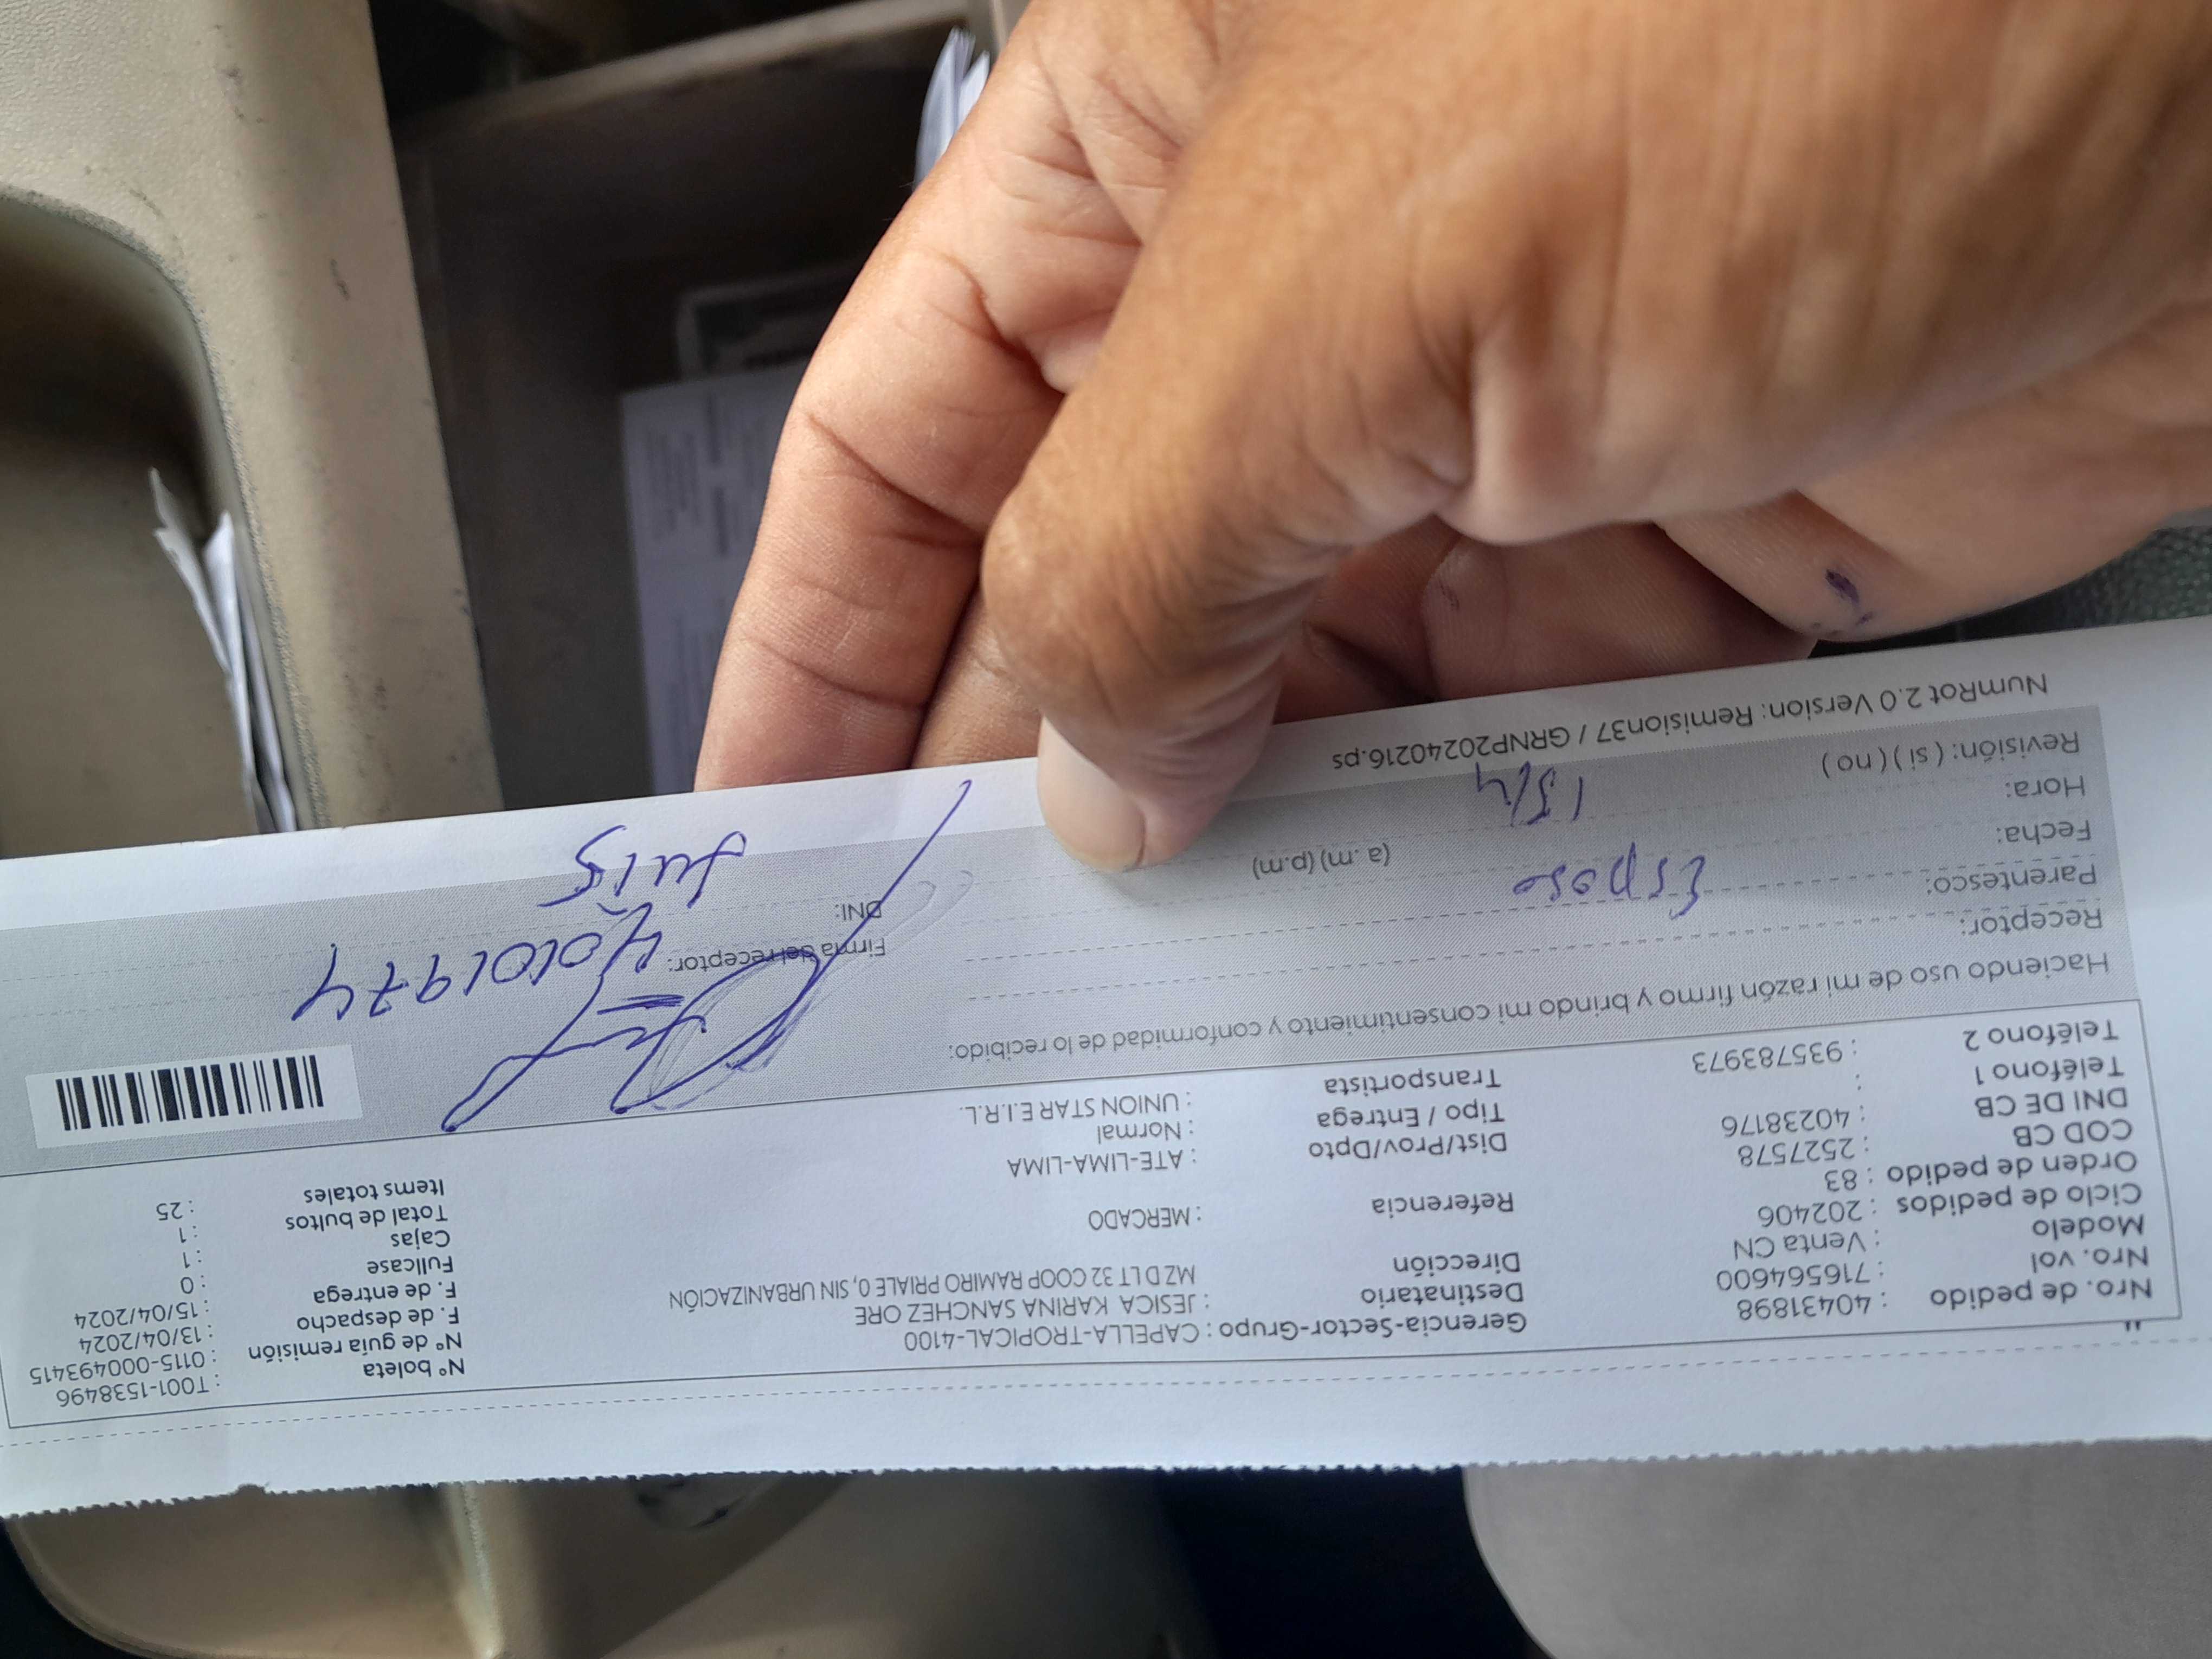 Nro. de pedido : 40431898
Nro. vol : 716564600
Modelo : Venta CN
Ciclo de pedidos : 202406
Orden de pedido : 83
COD CB : 2527578
DNI DE CB : 40238176
Teléfono 1 :
Teléfono 2 : 935783973
Gerencia-Sector-Grupo : CAPELLA-TROPICAL-4100
Destinatario : JESICA KARINA SANCHEZ ORE
Dirección MZ D LT 32 COOP RAMIRO PRIALE 0, SIN URBANIZACIÓN
Referencia : MERCADO
Dist/Prov/Dpto : ATE-LIMA-LIMA
Tipo / Entrega : Normal
Transportista : UNION STAR E.I.R.L.
N° boleta : T001-1538496
N° de guía remisión : 0115-000493415
F. de despacho : 13/04/2024
F. de entrega : 15/04/2024
Fullcase : 0
Cajas : 1
Total de bultos : 1
Items totales : 25
Haciendo uso de mi razón firmo y brindo mi consentimiento y conformidad de lo recibido:
Receptor:
Parentesco: Esposo
Fecha: 15/4
Hora: (a .m) (p.m)
Revisión: ( si ) ( no )
Firma del receptor:
DNI: 40101974
Luis
NumRot 2.0 Version: Remision37 / GRNP20240216.ps